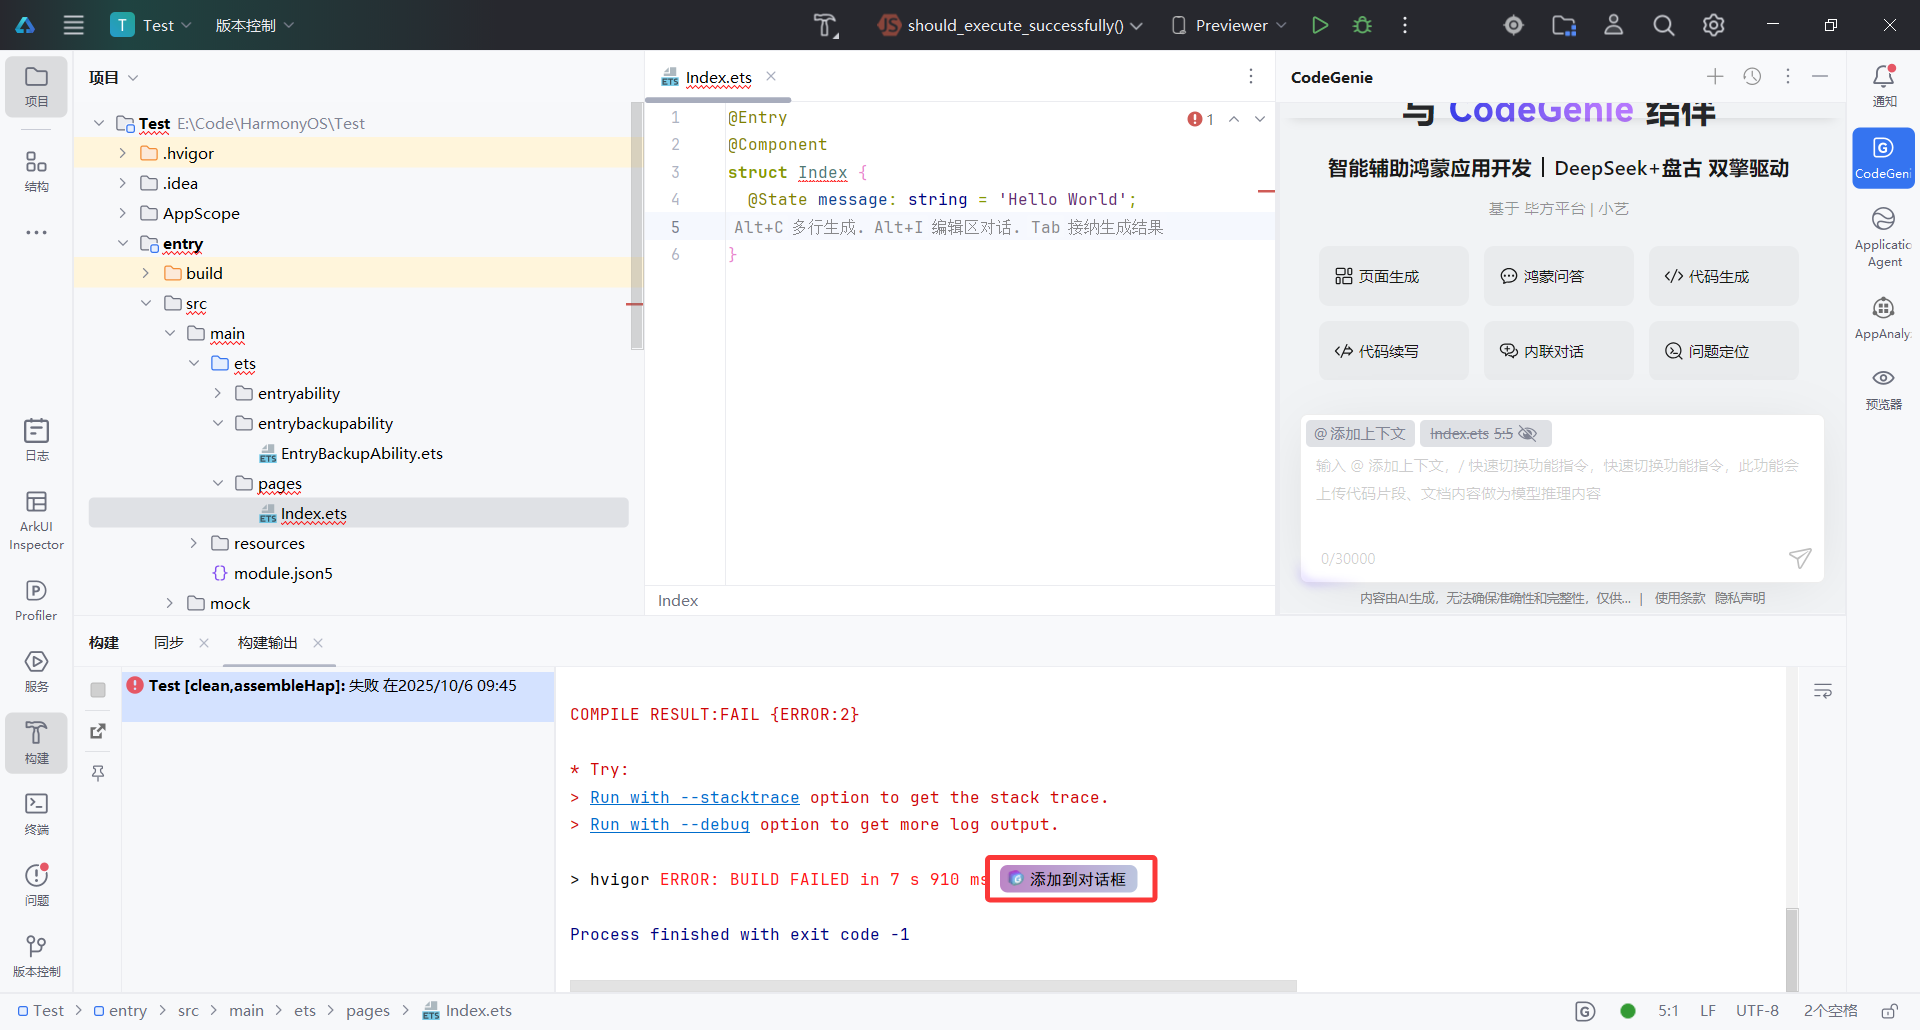 T Test 版本控制 should_execute_successfully() Previewer
项目
结构
日志
ArkUI
Inspector
Profiler
服务
构建
终端
问题
版本控制
项目
Test E:\Code\HarmonyOS\Test
.hvigor
.idea
AppScope
entry
build
src
main
ets
entryability
entrybackupability
EntryBackupAbility.ets
pages
Index.ets
resources
module.json5
mock
Index.ets
1
1 @Entry
2 @Component
3 struct Index {
4 @State message: string = 'Hello World';
5 Alt+C 多行生成. Alt+I 编辑区对话. Tab 接纳生成结果
6 }
Index
CodeGenie
与 CodeGenie 结伴
智能辅助鸿蒙应用开发 | DeepSeek+盘古 双擎驱动
基于 毕方平台 | 小艺
页面生成 鸿蒙问答 代码生成
代码续写 内联对话 问题定位
@ 添加上下文 Index.ets 5:5
输入 @ 添加上下文, / 快速切换功能指令, 快速切换功能指令, 此功能会
上传代码片段、文档内容做为模型推理内容
0/30000
内容由AI生成, 无法确保准确性和完整性, 仅供... | 使用条款 隐私声明
通知
CodeGeni
Applicatic
Agent
AppAnaly
预览器
构建 同步 构建输出
Test [clean,assembleHap]: 失败 在2025/10/6 09:45
COMPILE RESULT:FAIL {ERROR:2}
* Try:
> Run with --stacktrace option to get the stack trace.
> Run with --debug option to get more log output.
> hvigor ERROR: BUILD FAILED in 7 s 910 ms 添加到对话框
Process finished with exit code -1
Test > entry > src > main > ets > pages > Index.ets
5:1 LF UTF-8 2个空格